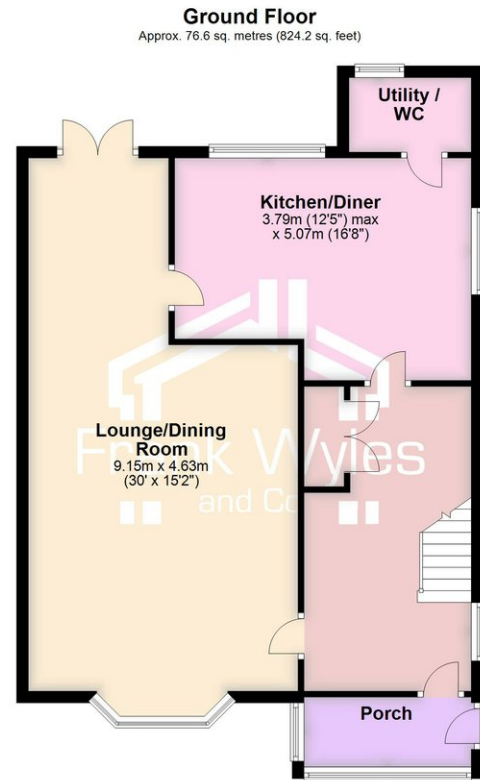 Ground Floor
Approx. 76.6 sq. metres (824.2 sq. feet)
Utility /
WC
Kitchen/Diner
3.79m (12'5") max
x 5.07m (16'8")
Lounge/Dining
Room
9.15m x 4.63m
(30' x 15'2")
Frank Wyles
and Co
Porch